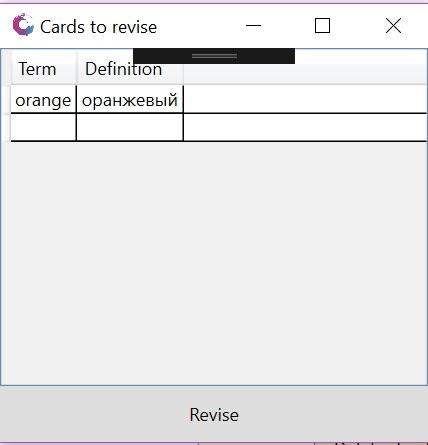 Cards to revise
Term Definition
orange оранжевый
Revise